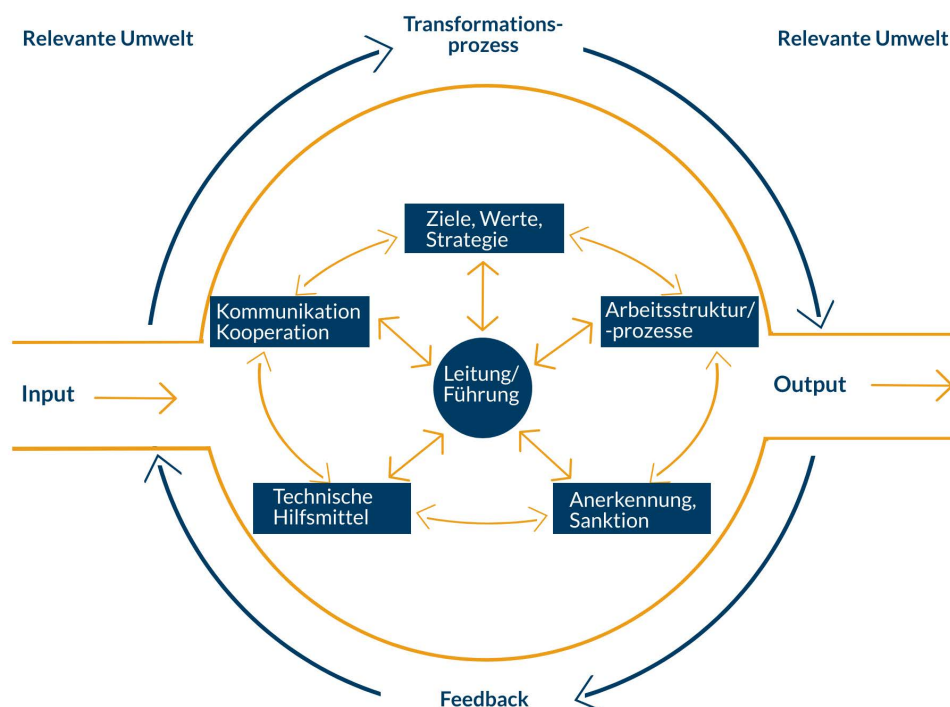 Transformations-
prozess
Relevante Umwelt
Relevante Umwelt
Ziele, Werte,
Strategie
Kommunikation
Kooperation
Arbeitsstruktur/
-prozesse
Leitung/
Führung
Input
Output
Technische
Hilfsmittel
Anerkennung,
Sanktion
Feedback